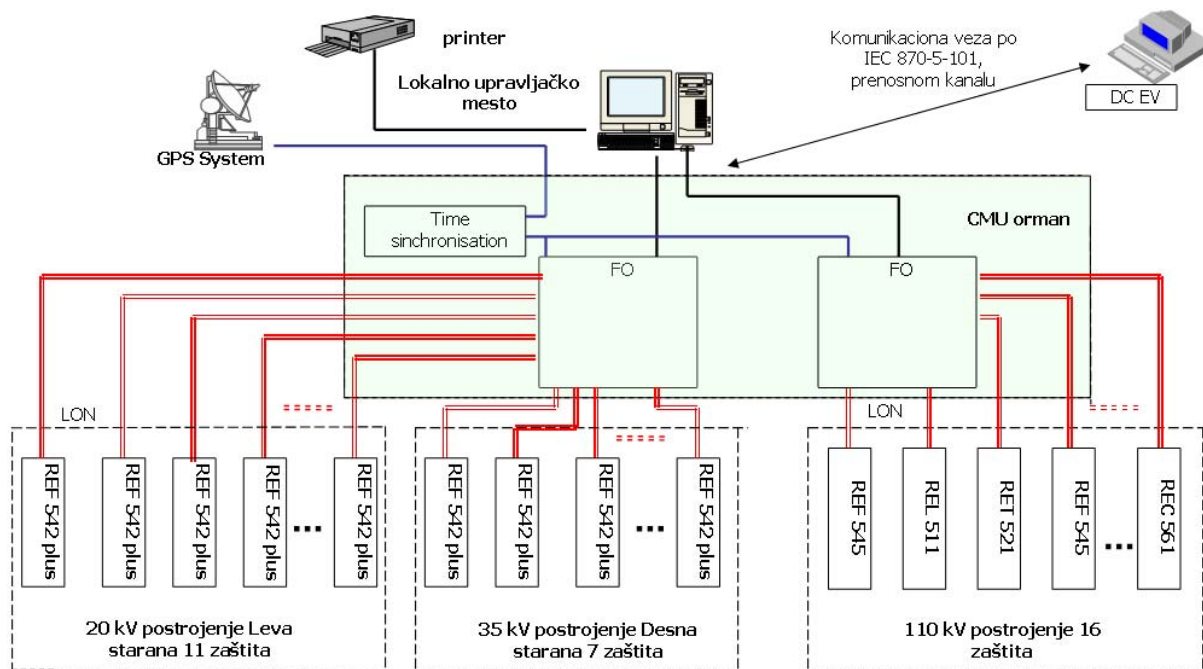 printer
Lokalno upravljačko
mesto
GPS System
Komunikaciona veza po
IEC 870-5-101,
prenosnom kanalu
DC EV
Time
sinchronisation
CMU orman
FO
FO
LON
LON
REF 542 plus
REF 542 plus
REF 542 plus
REF 542 plus
...
REF 542 plus
REF 542 plus
REF 542 plus
REF 542 plus
...
REF 542 plus
REF 545
REL 511
RET 521
REF 545
...
REC 561
20 kV postrojenje Leva
starana 11 zaštita
35 kV postrojenje Desna
starana 7 zaštita
110 kV postrojenje 16
zaštita